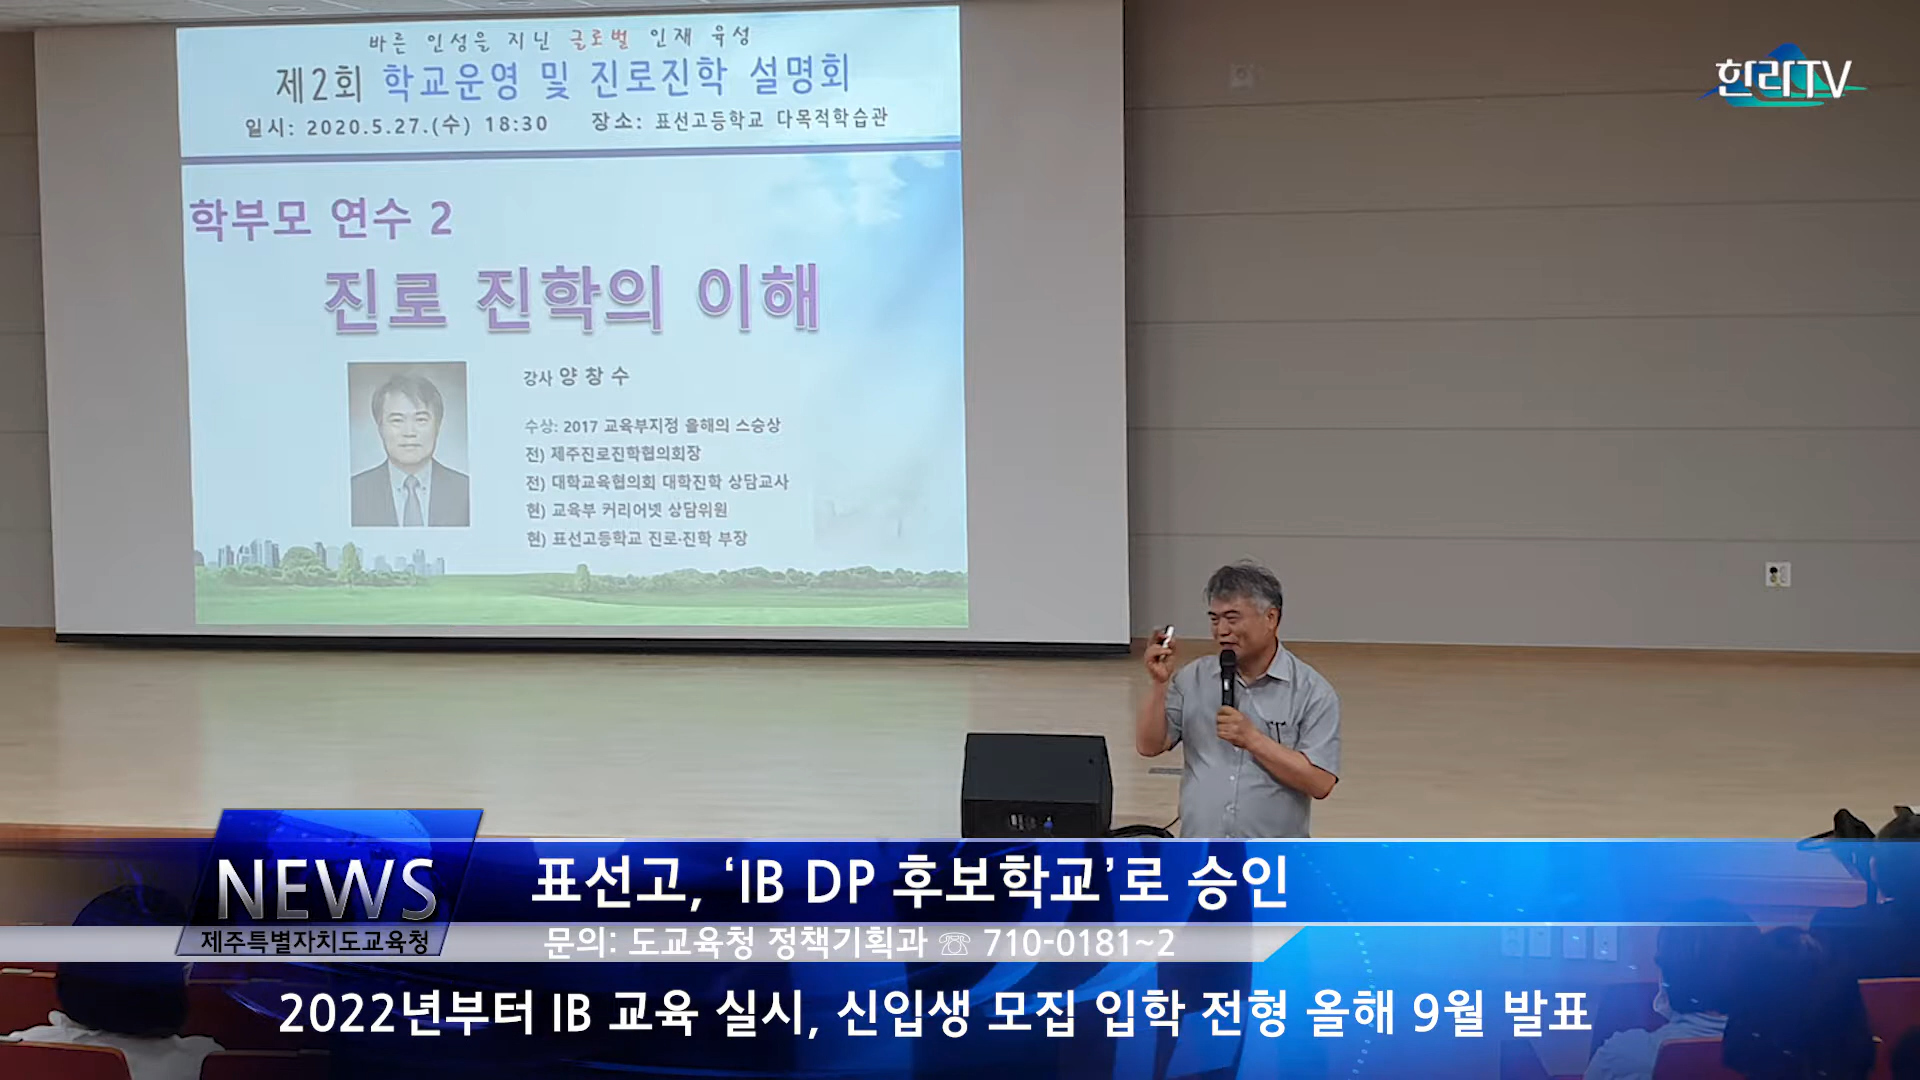 바른 인성을 지닌 글로벌 인재 육성
제2회 학교운영 및 진로진학 설명회
일시: 2020.5.27.(수) 18:30 장소: 표선고등학교 다목적학습관
한라TV
학부모 연수 2
진로 진학의 이해
강사 양 창 수
수상: 2017 교육부지정 올해의 스승상
전) 제주진로진학협의회장
전) 대학교육협의회 대학진학 상담교사
현) 교육부 커리어넷 상담위원
현) 표선고등학교 진로·진학 부장
NEWS
제주특별자치도교육청
표선고, ‘IB DP 후보학교’로 승인
문의: 도교육청 정책기획과 ☏ 710-0181~2
2022년부터 IB 교육 실시, 신입생 모집 입학 전형 올해 9월 발표